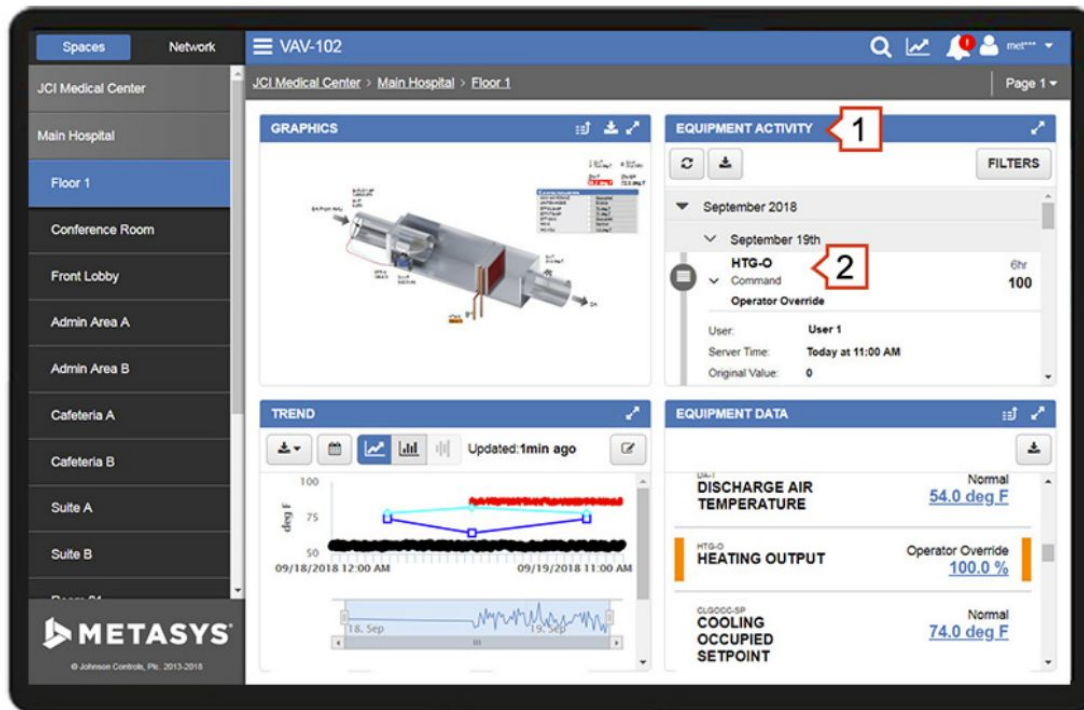 Spaces Network VAV-102 met***
JCI Medical Center
Main Hospital
Floor 1
Conference Room
Front Lobby
Admin Area A
Admin Area B
Cafeteria A
Cafeteria B
Suite A
Suite B
METASYS
© Johnson Controls, Plc. 2013-2018
JCI Medical Center > Main Hospital > Floor 1 Page 1
GRAPHICS
EQUIPMENT ACTIVITY 1
FILTERS
September 2018
September 19th
HTG-O 2 6hr
Command 100
Operator Override
User: User 1
Server Time: Today at 11:00 AM
Original Value: 0
TREND
Updated:1min ago
100
deg F
75
50
09/18/2018 12:00 AM 09/19/2018 11:00 AM
18. Sep 19. Sep
EQUIPMENT DATA
DA-T Normal
DISCHARGE AIR 54.0 deg F
TEMPERATURE
HTG-O Operator Override
HEATING OUTPUT 100.0 %
CLGOCC-SP Normal
COOLING 74.0 deg F
OCCUPIED
SETPOINT